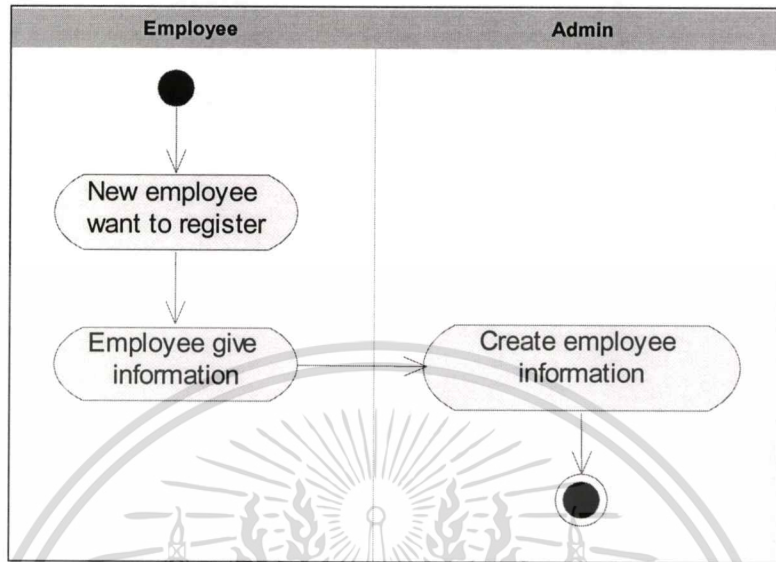 Employee
Admin
New employee
want to register
Employee give
information
Create employee
information